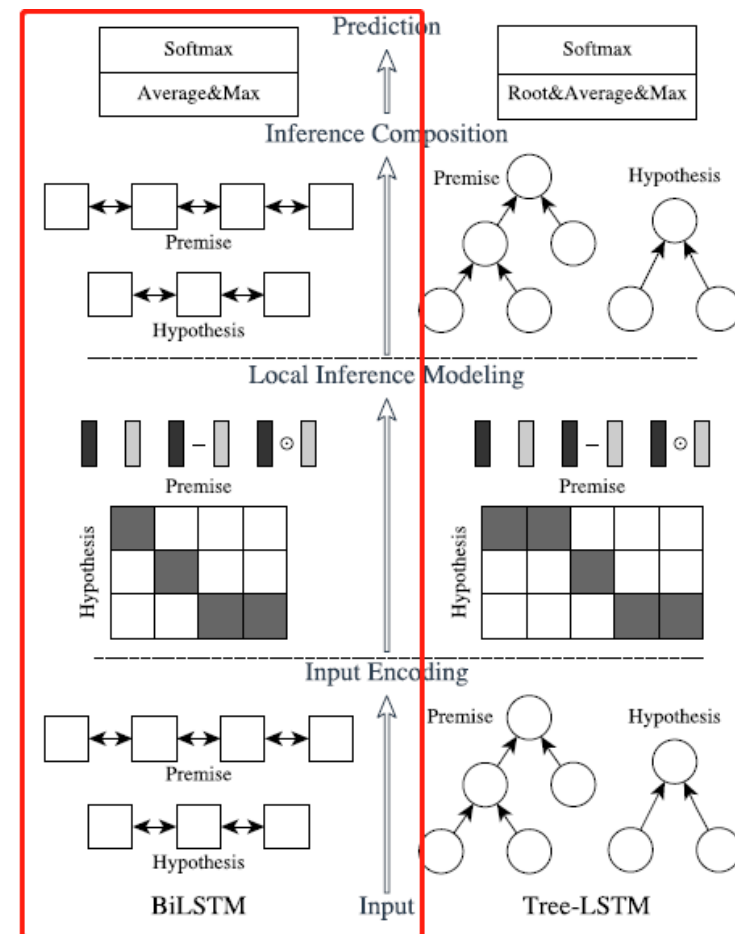 Prediction
Softmax
Average&Max
Softmax
Root&Average&Max
Inference Composition
Premise
Hypothesis
Premise
Hypothesis
Local Inference Modeling
Premise
Hypothesis
Premise
Hypothesis
Input Encoding
Premise
Hypothesis
Premise
Hypothesis
BiLSTM
Input
Tree-LSTM